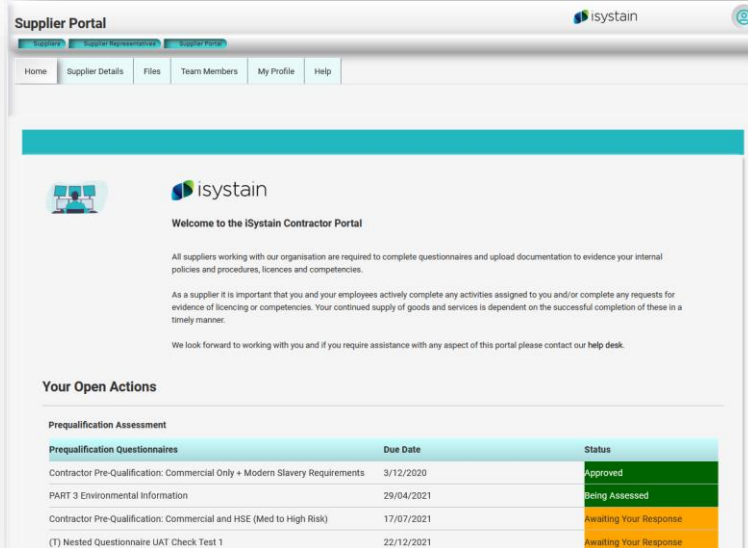 Supplier Portal
isystain
Suppliers
Supplier Representatives
Supplier Portal
Home
Supplier Details
Files
Team Members
My Profile
Help
isystain
Welcome to the iSystain Contractor Portal
All suppliers working with our organisation are required to complete questionnaires and upload documentation to evidence your internal
policies and procedures, licences and competencies.
As a supplier it is important that you and your employees actively complete any activities assigned to you and/or complete any requests for
evidence of licencing or competencies. Your continued supply of goods and services is dependent on the successful completion of these in a
timely manner.
We look forward to working with you and if you require assistance with any aspect of this portal please contact our help desk.
Your Open Actions
Prequalification Assessment
Prequalification Questionnaires Due Date Status
Contractor Pre-Qualification: Commercial Only + Modern Slavery Requirements 3/12/2020 Approved
PART 3 Environmental Information 29/04/2021 Being Assessed
Contractor Pre-Qualification: Commercial and HSE (Med to High Risk) 17/07/2021 Awaiting Your Response
(T) Nested Questionnaire UAT Check Test 1 22/12/2021 Awaiting Your Response